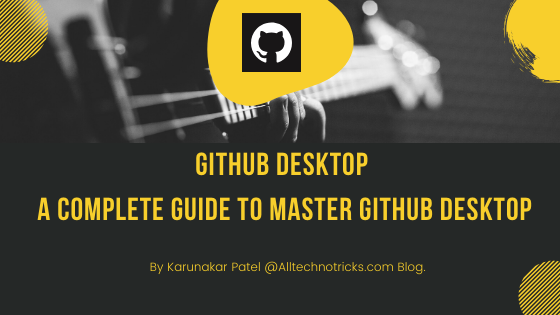 GITHUB DESKTOP
A COMPLETE GUIDE TO MASTER GITHUB DESKTOP
By Karunakar Patel @Alltechnotricks.com Blog.